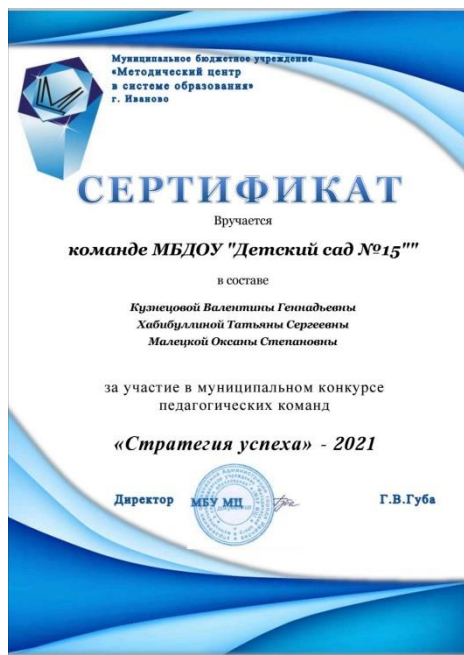 Муниципальное бюджетное учреждение
«Методический центр
в системе образования»
г. Иваново
СЕРТИФИКАТ
Вручается
команде МБДОУ "Детский сад №15""
в составе
Кузнецовой Валентины Геннадьевны
Хабибуллиной Татьяны Сергеевны
Малецкой Оксаны Степановны
за участие в муниципальном конкурсе
педагогических команд
«Стратегия успеха» - 2021
Директор МБУ МЦ Г.В.Губа